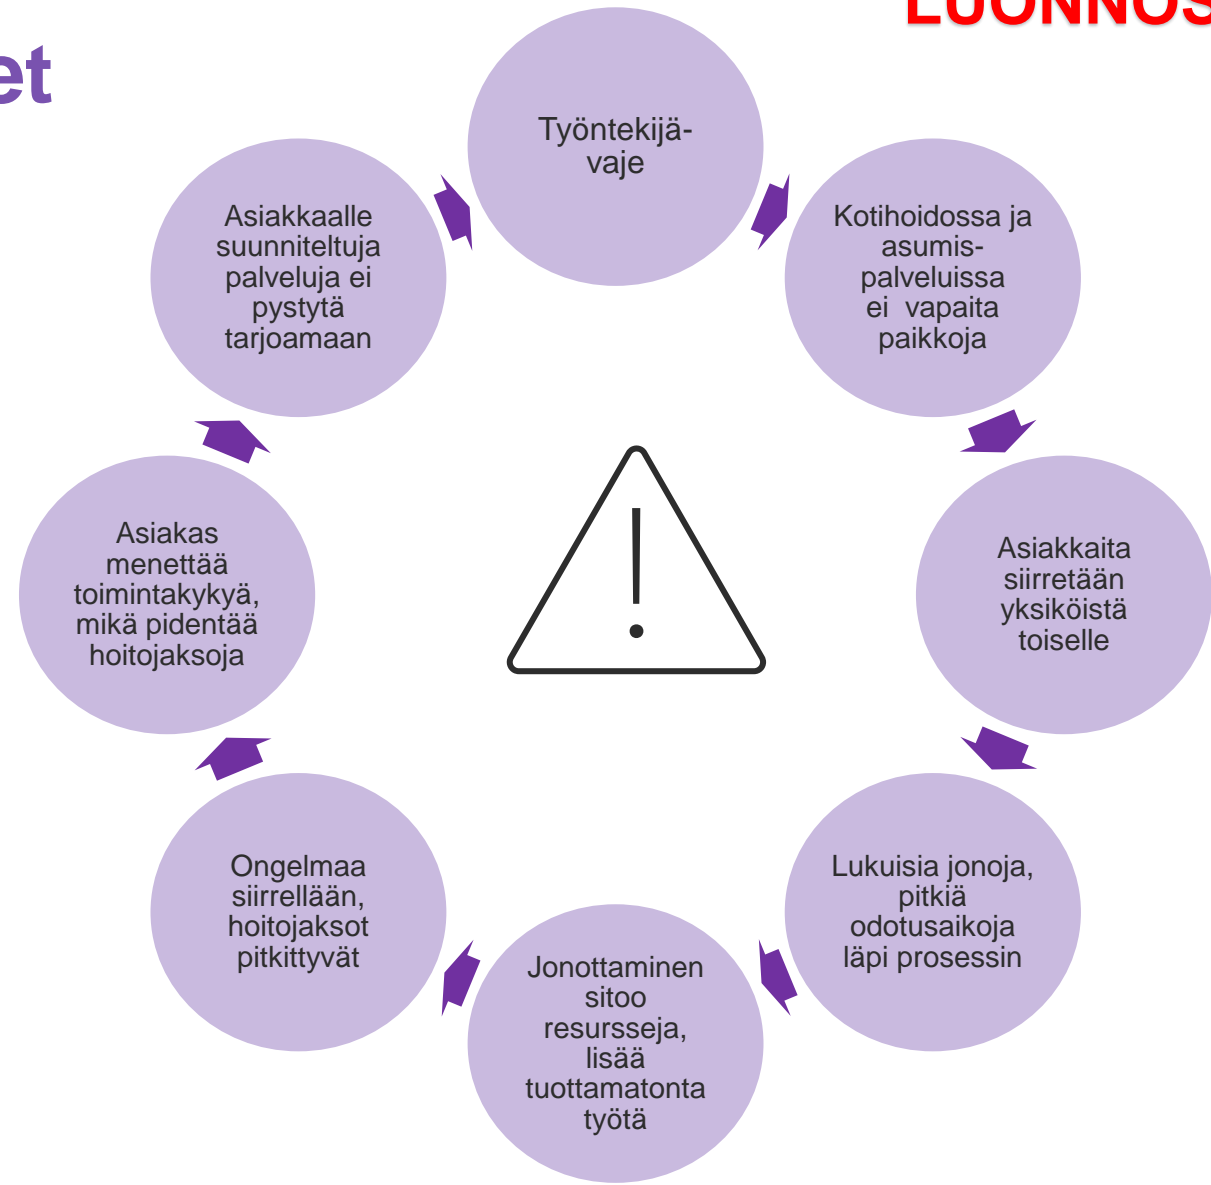 LUONNOS
et
Työntekijä-
vaje
Kotihoidossa ja
asumis-
palveluissa
ei vapaita
paikkoja
Asiakkaita
siirretään
yksiköistä
toiselle
Lukuisia jonoja,
pitkiä
odotusaikoja
läpi prosessin
Jonottaminen
sitoo
resursseja,
lisää
tuottamatonta
työtä
Ongelmaa
siirrellään,
hoitojaksot
pitkittyvät
Asiakas
menettää
toimintakykyä,
mikä pidentää
hoitojaksoja
Asiakkaalle
suunniteltuja
palveluja ei
pystytä
tarjoamaan